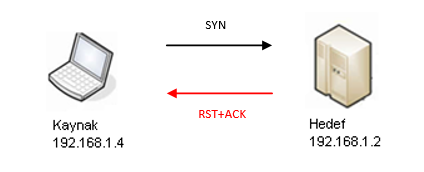 SYN
RST+ACK
Kaynak
192.168.1.4
Hedef
192.168.1.2